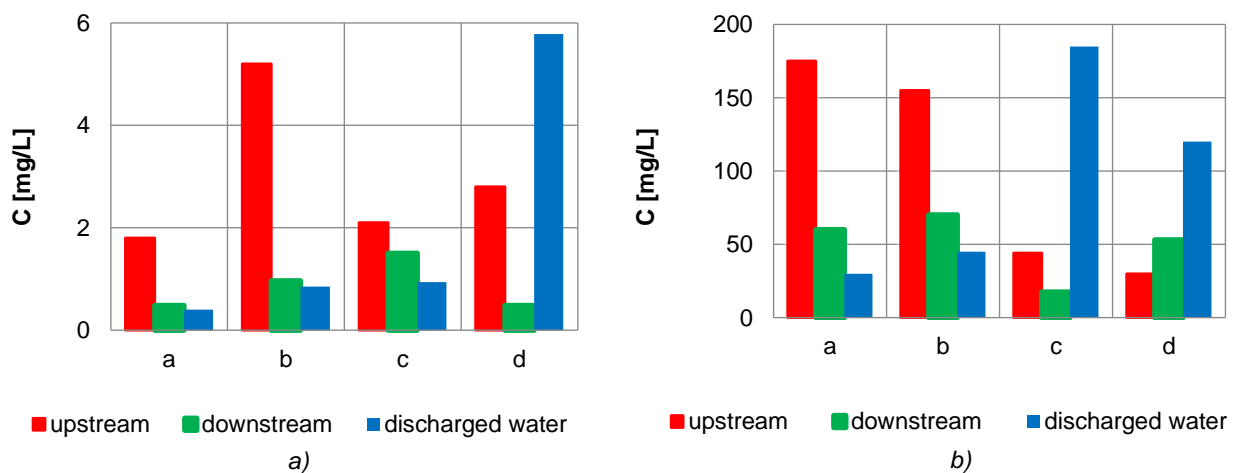 C [mg/L]
6
4
2
0
a b c d
upstream downstream discharged water
a)
C [mg/L]
200
150
100
50
0
a b c d
upstream downstream discharged water
b)